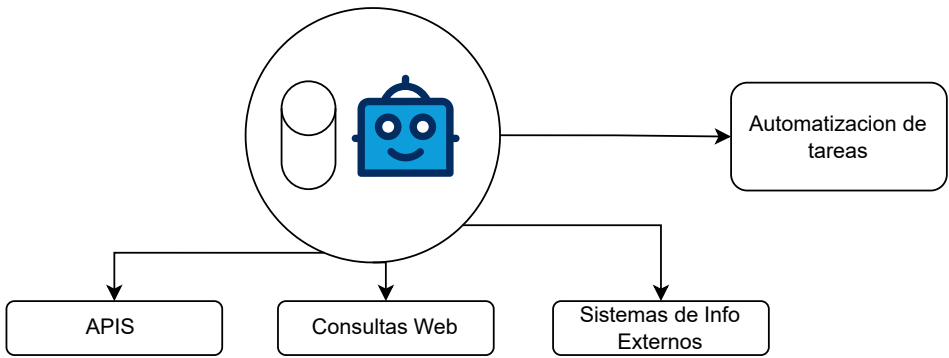 Automatizacion de
tareas
APIS
Consultas Web
Sistemas de Info
Externos